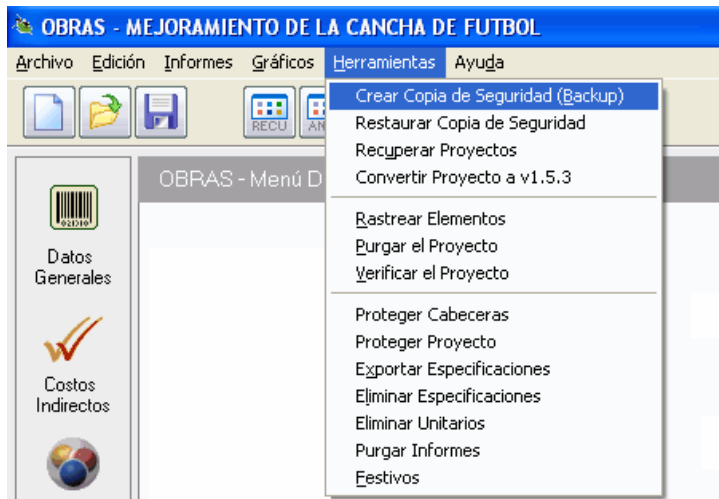 OBRAS - MEJORAMIENTO DE LA CANCHA DE FUTBOL
Archivo Edición Informes Gráficos Herramientas Ayuda
RECU AN
OBRAS - Menú D
021310
Datos
Generales
Costos
Indirectos
Crear Copia de Seguridad (Backup)
Restaurar Copia de Seguridad
Recuperar Proyectos
Convertir Proyecto a v1.5.3
Rastrear Elementos
Purgar el Proyecto
Verificar el Proyecto
Proteger Cabeceras
Proteger Proyecto
Exportar Especificaciones
Eliminar Especificaciones
Eliminar Unitarios
Purgar Informes
Festivos